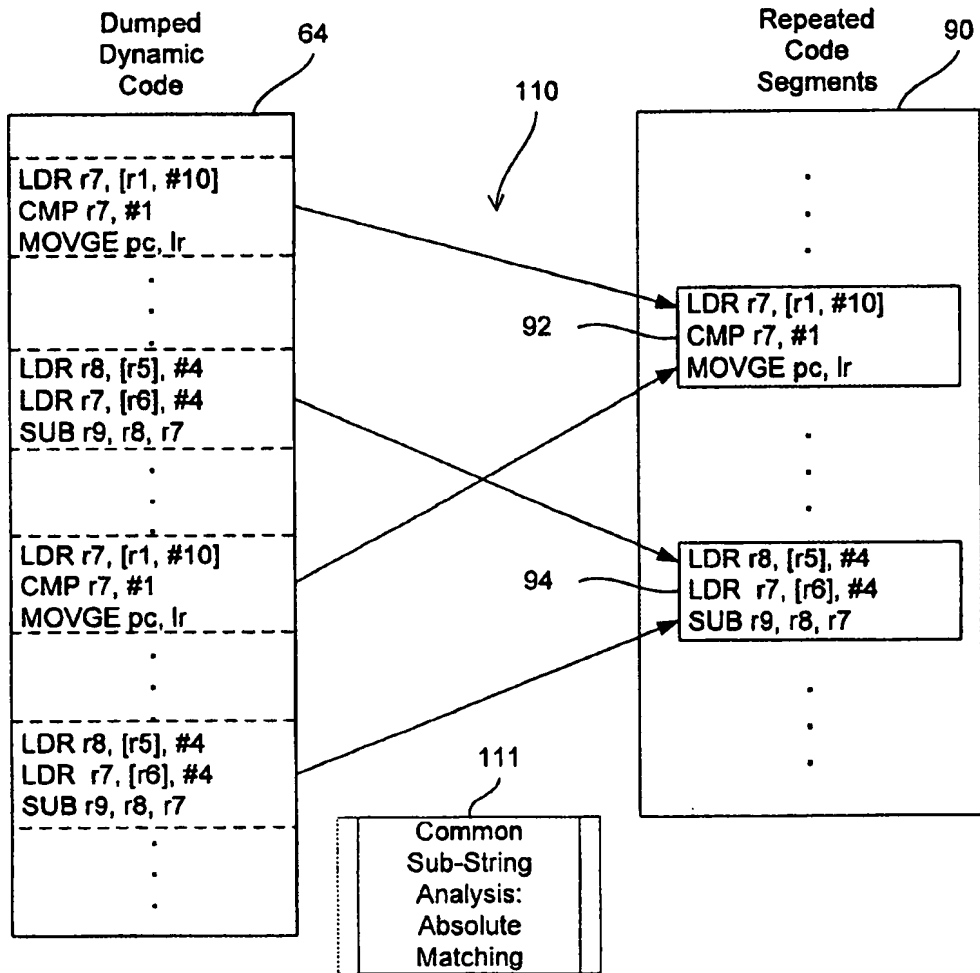 Dumped
Dynamic
Code
64
LDR r7, [r1, #10]
CMP r7, #1
MOVGE pc, lr
LDR r8, [r5], #4
LDR r7, [r6], #4
SUB r9, r8, r7
LDR r7, [r1, #10]
CMP r7, #1
MOVGE pc, lr
LDR r8, [r5], #4
LDR r7, [r6], #4
SUB r9, r8, r7
110
Repeated
Code
Segments
90
92
LDR r7, [r1, #10]
CMP r7, #1
MOVGE pc, lr
94
LDR r8, [r5], #4
LDR r7, [r6], #4
SUB r9, r8, r7
111
Common
Sub-String
Analysis:
Absolute
Matching